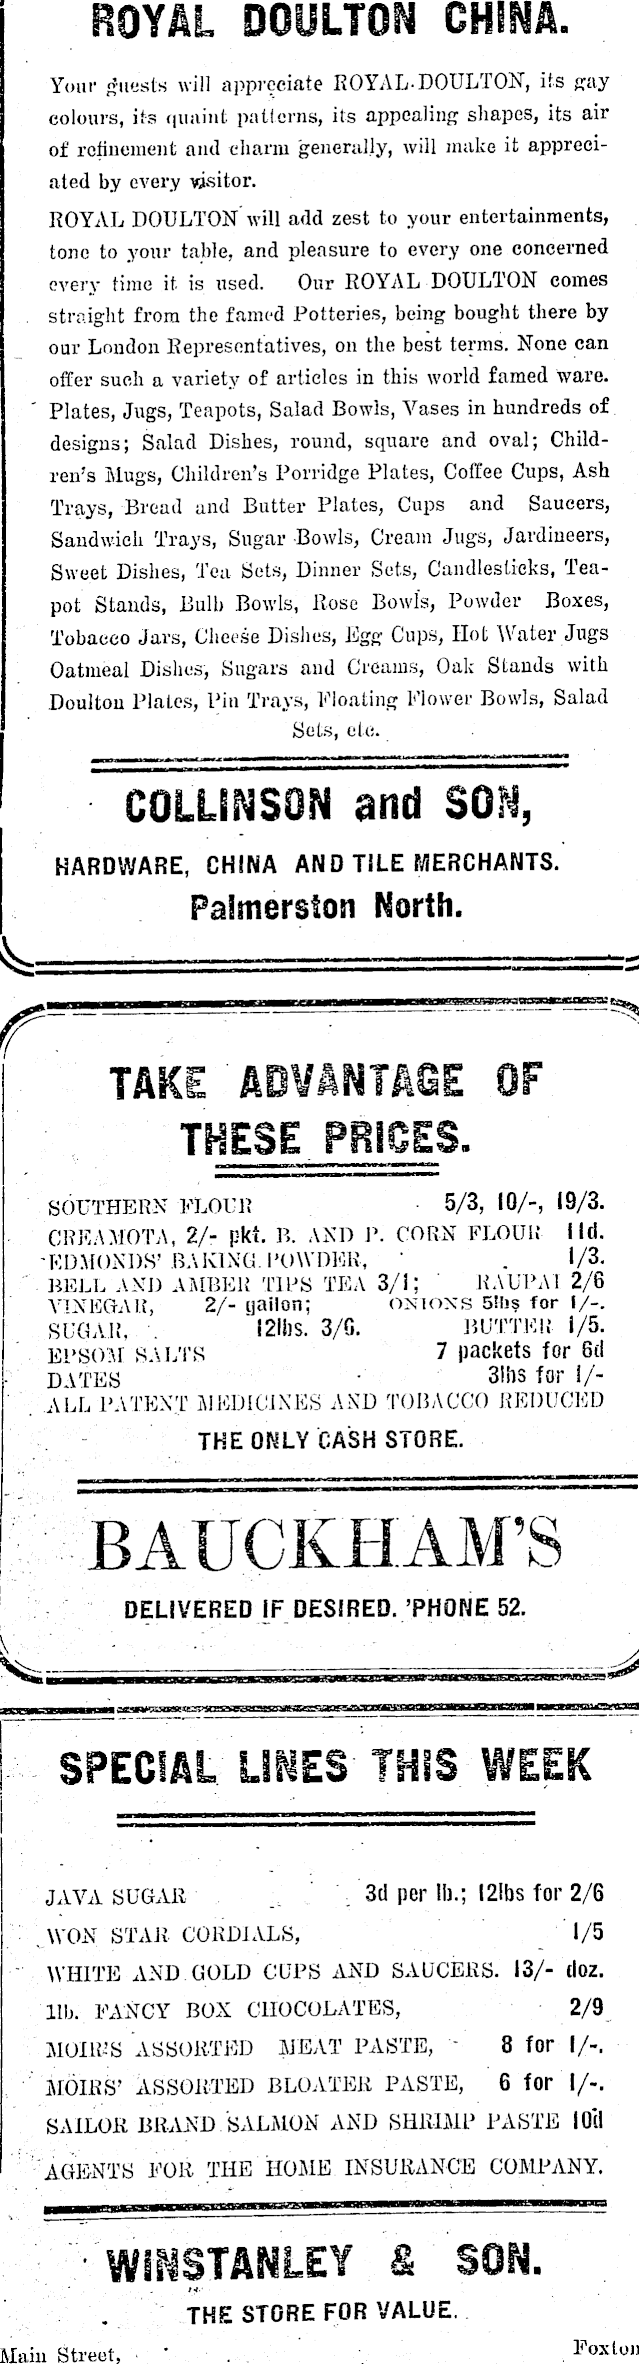 ROYAL DOULTON CHINA.
Your guests will appreciate ROYAL DOULTON, its gay
colours, its quaint patterns, its appealing shapes, its air
of refinement and charm generally, will make it appreci-
ated by every visitor.
ROYAL DOULTON will add zest to your entertainments,
tone to your table, and pleasure to every one concerned
every time it is used. Our ROYAL DOULTON comes
straight from the famed Potteries, being bought there by
our London Representatives, on the best terms. None can
offer such a variety of articles in this world famed ware.
Plates, Jugs, Teapots, Salad Bowls, Vases in hundreds of
designs; Salad Dishes, round, square and oval; Child-
ren's Mugs, Children's Porridge Plates, Coffee Cups, Ash
Trays, Bread and Butter Plates, Cups and Saucers,
Sandwich Trays, Sugar Bowls, Cream Jugs, Jardineers,
Sweet Dishes, Tea Sets, Dinner Sets, Candlesticks, Tea-
pot Stands, Bulb Bowls, Rose Bowls, Powder Boxes,
Tobacco Jars, Cheese Dishes, Egg Cups, Hot Water Jugs
Oatmeal Dishes, Sugars and Creams, Oak Stands with
Doulton Plates, Pin Trays, Floating Flower Bowls, Salad
Sets, etc.
COLLINSON and SON,
HARDWARE, CHINA AND TILE MERCHANTS.
Palmerston North.
TAKE ADVANTAGE OF
THESE PRICES.
SOUTHERN FLOUR 5/3, 10/-, 19/3.
CREAMOTA, 2/- pkt. B. AND P. CORN FLOUR 11d.
EDMONDS' BAKING POWDER, 1/3.
BELL AND AMBER TIPS TEA 3/1; RAUPAI 2/6
VINEGAR, 2/- gallon; ONIONS 5lbs for 1/-.
SUGAR, 12lbs. 3/6. BUTTER 1/5.
EPSOM SALTS 7 packets for 6d
DATES 3lbs for 1/-
ALL PATENT MEDICINES AND TOBACCO REDUCED
THE ONLY CASH STORE.
BAUCKHAM'S
DELIVERED IF DESIRED. 'PHONE 52.
SPECIAL LINES THIS WEEK
JAVA SUGAR 3d per lb.; 12lbs for 2/6
WON STAR CORDIALS, 1/5
WHITE AND GOLD CUPS AND SAUCERS. 13/- doz.
1lb. FANCY BOX CHOCOLATES, 2/9
MOIR'S ASSORTED MEAT PASTE, 8 for 1/-.
MOIRS' ASSORTED BLOATER PASTE, 6 for 1/-.
SAILOR BRAND SALMON AND SHRIMP PASTE 10d
AGENTS FOR THE HOME INSURANCE COMPANY.
WINSTANLEY & SON.
THE STORE FOR VALUE.
Main Street, Foxton